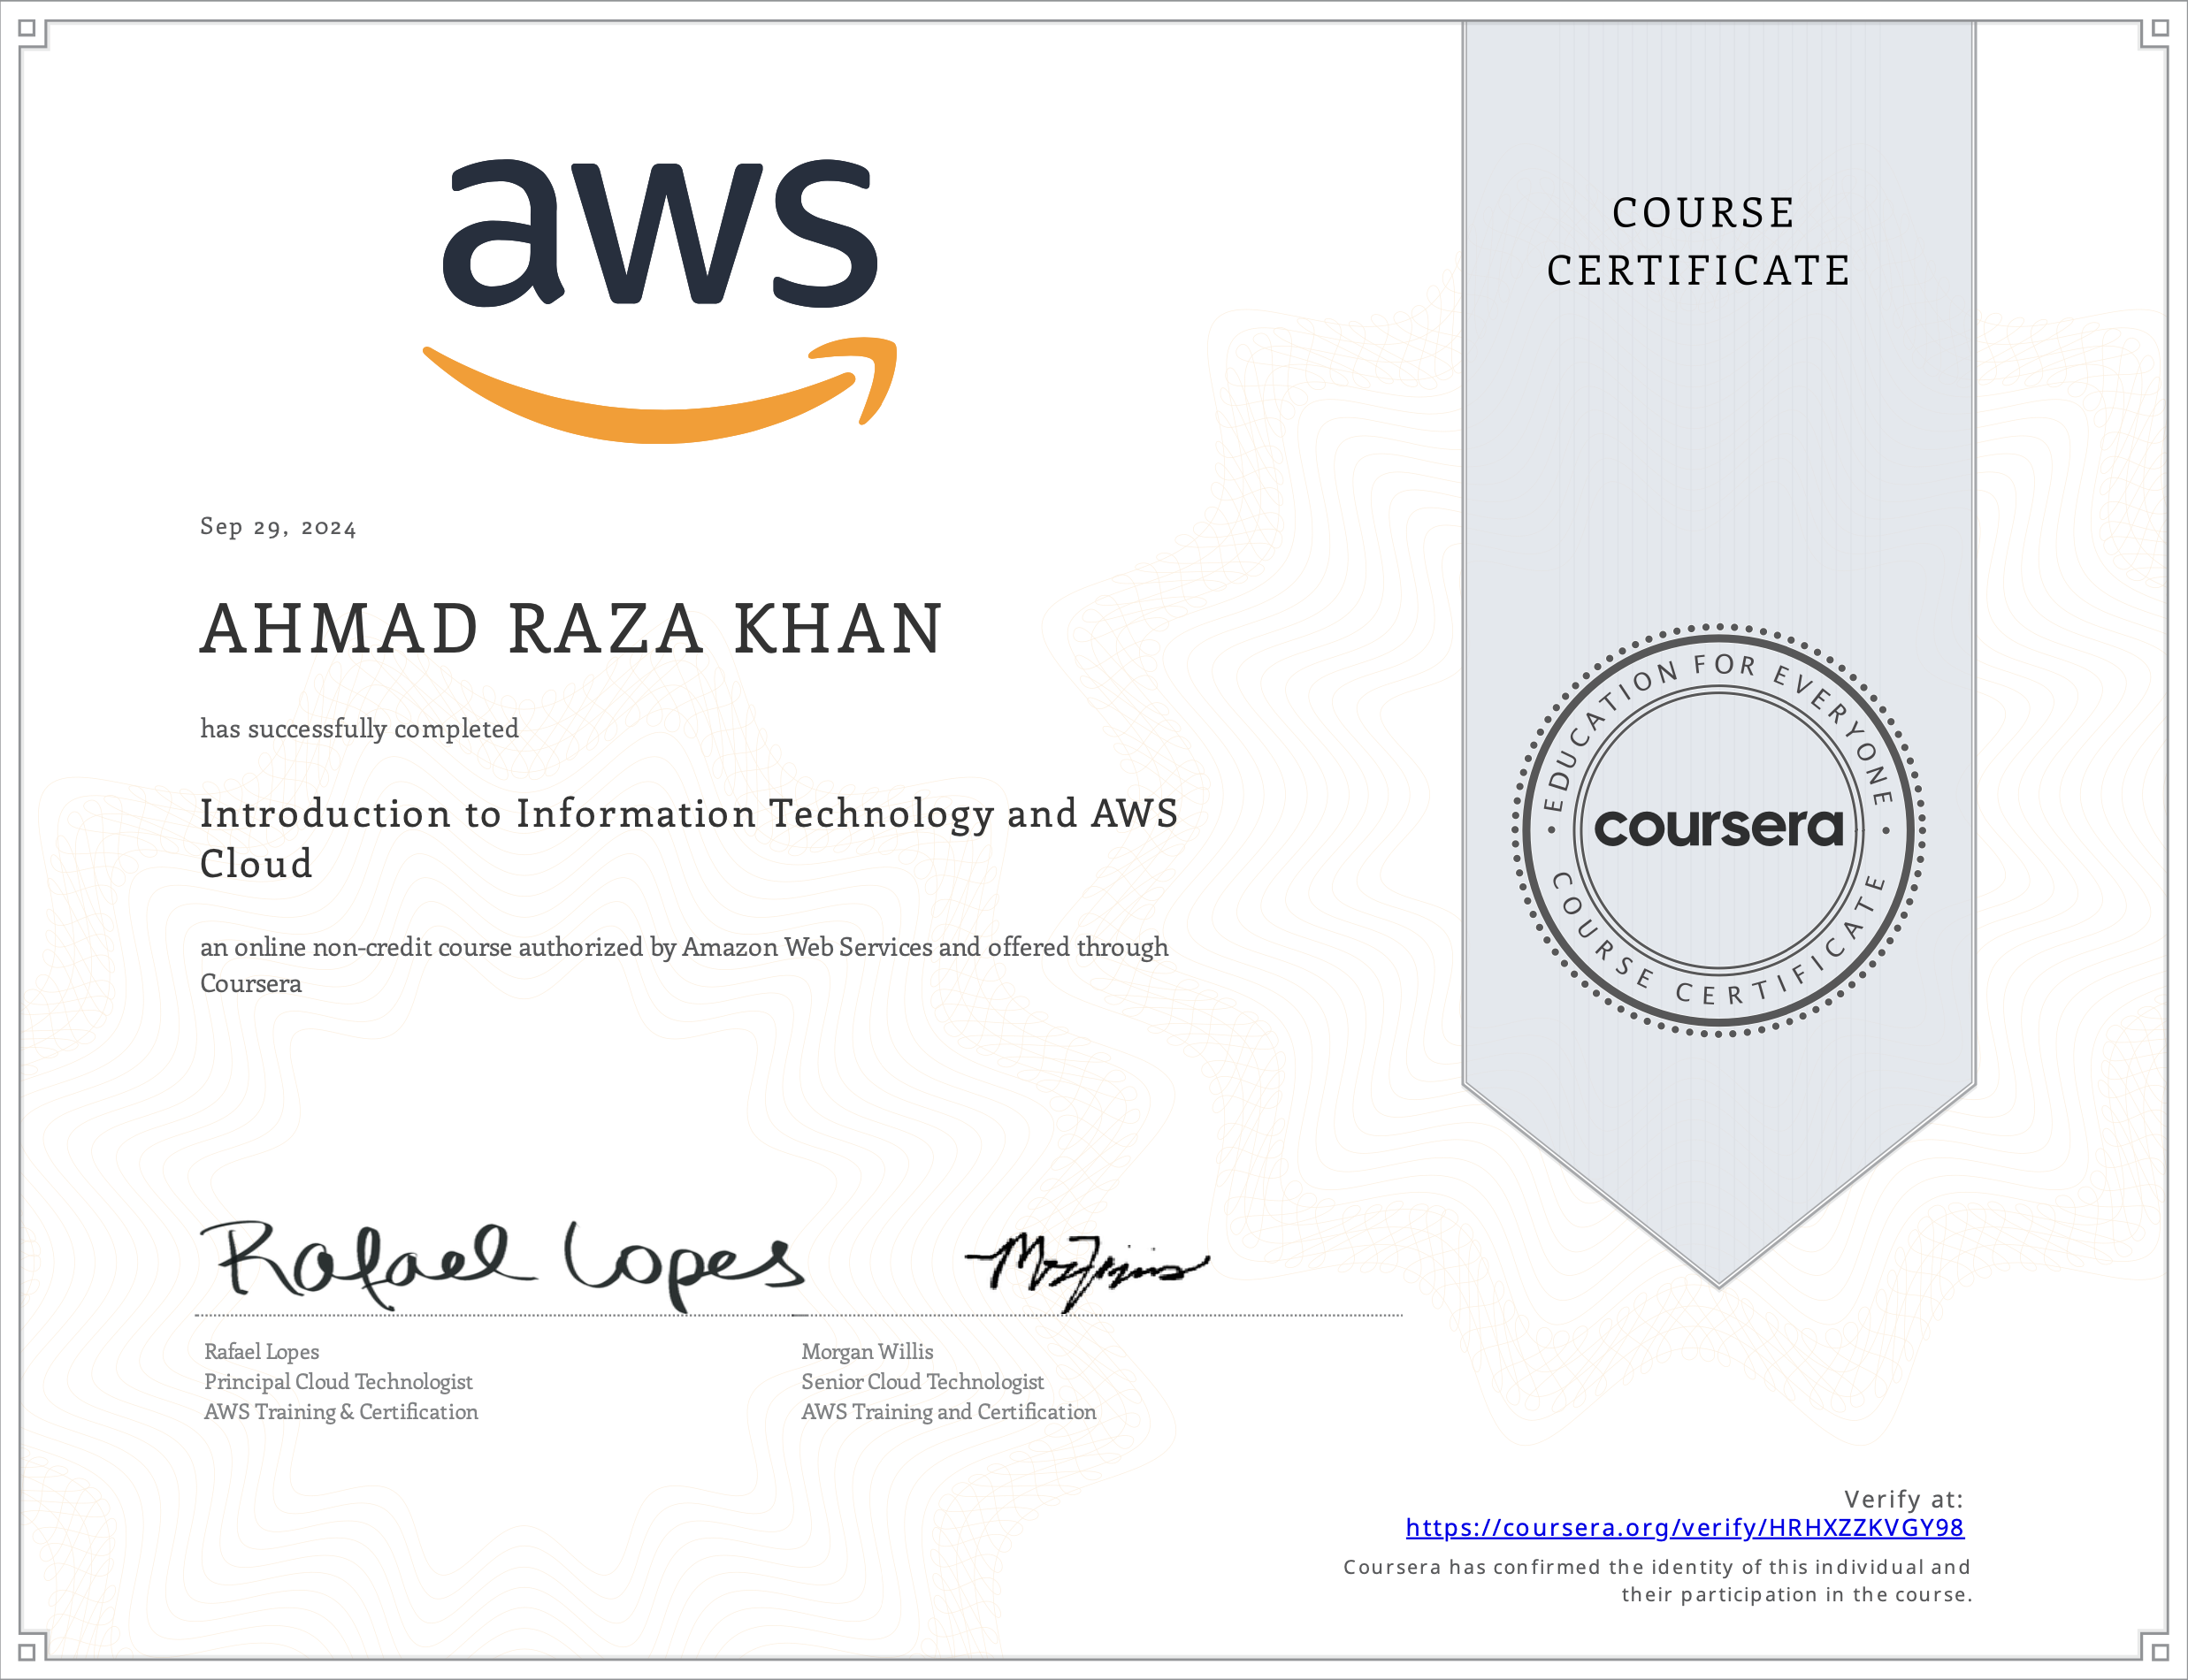 aws
COURSE
CERTIFICATE
Sep 29, 2024
AHMAD RAZA KHAN
has successfully completed
Introduction to Information Technology and AWS
Cloud
an online non-credit course authorized by Amazon Web Services and offered through
Coursera
• EDUCATION FOR EVERYONE •
coursera
COURSE CERTIFICATE
Rafael Lopes
Rafael Lopes
Principal Cloud Technologist
AWS Training & Certification
Morgan Willis
Senior Cloud Technologist
AWS Training and Certification
Verify at:
https://coursera.org/verify/HRHXZZKVGY98
Coursera has confirmed the identity of this individual and
their participation in the course.